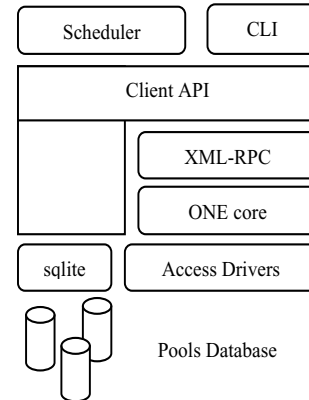 Scheduler
CLI
Client API
XML-RPC
ONE core
sqlite
Access Drivers
Pools Database